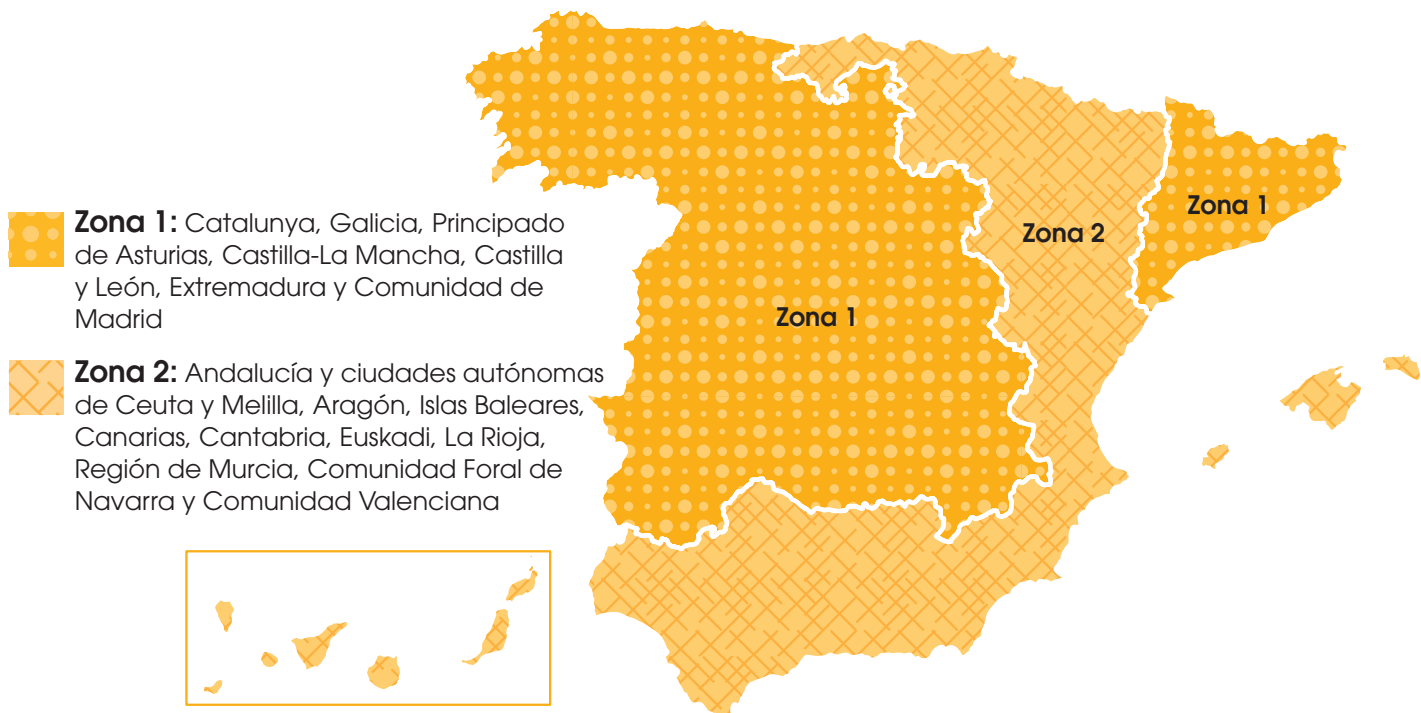 Zona 1: Catalunya, Galicia, Principado
de Asturias, Castilla-La Mancha, Castilla
y León, Extremadura y Comunidad de
Madrid
Zona 2: Andalucía y ciudades autónomas
de Ceuta y Melilla, Aragón, Islas Baleares,
Canarias, Cantabria, Euskadi, La Rioja,
Región de Murcia, Comunidad Foral de
Navarra y Comunidad Valenciana
Zona 1
Zona 2
Zona 1